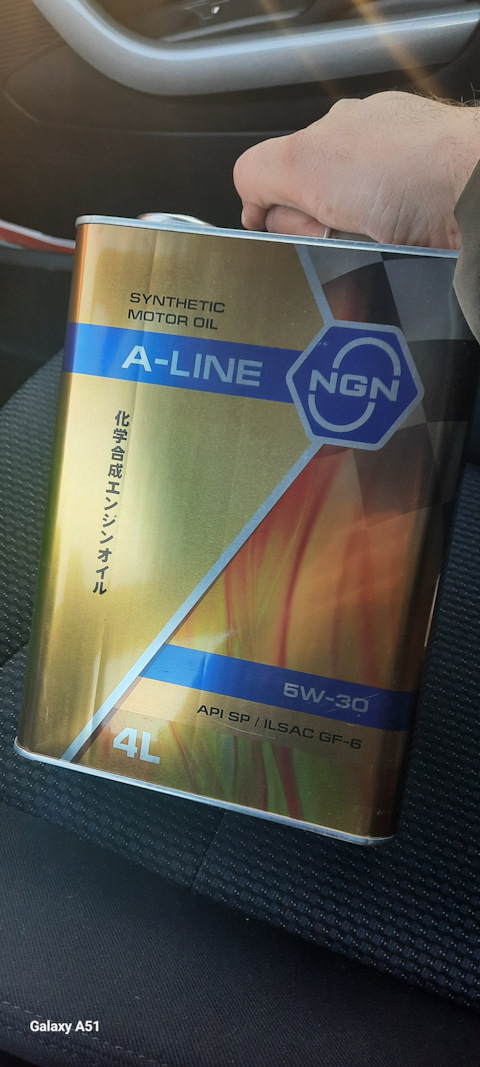 SYNTHETIC
MOTOR OIL
A-LINE
NGN
化学合成エンジンオイル
5W-30
API SP / ILSAC GF-6
4L
Galaxy A51